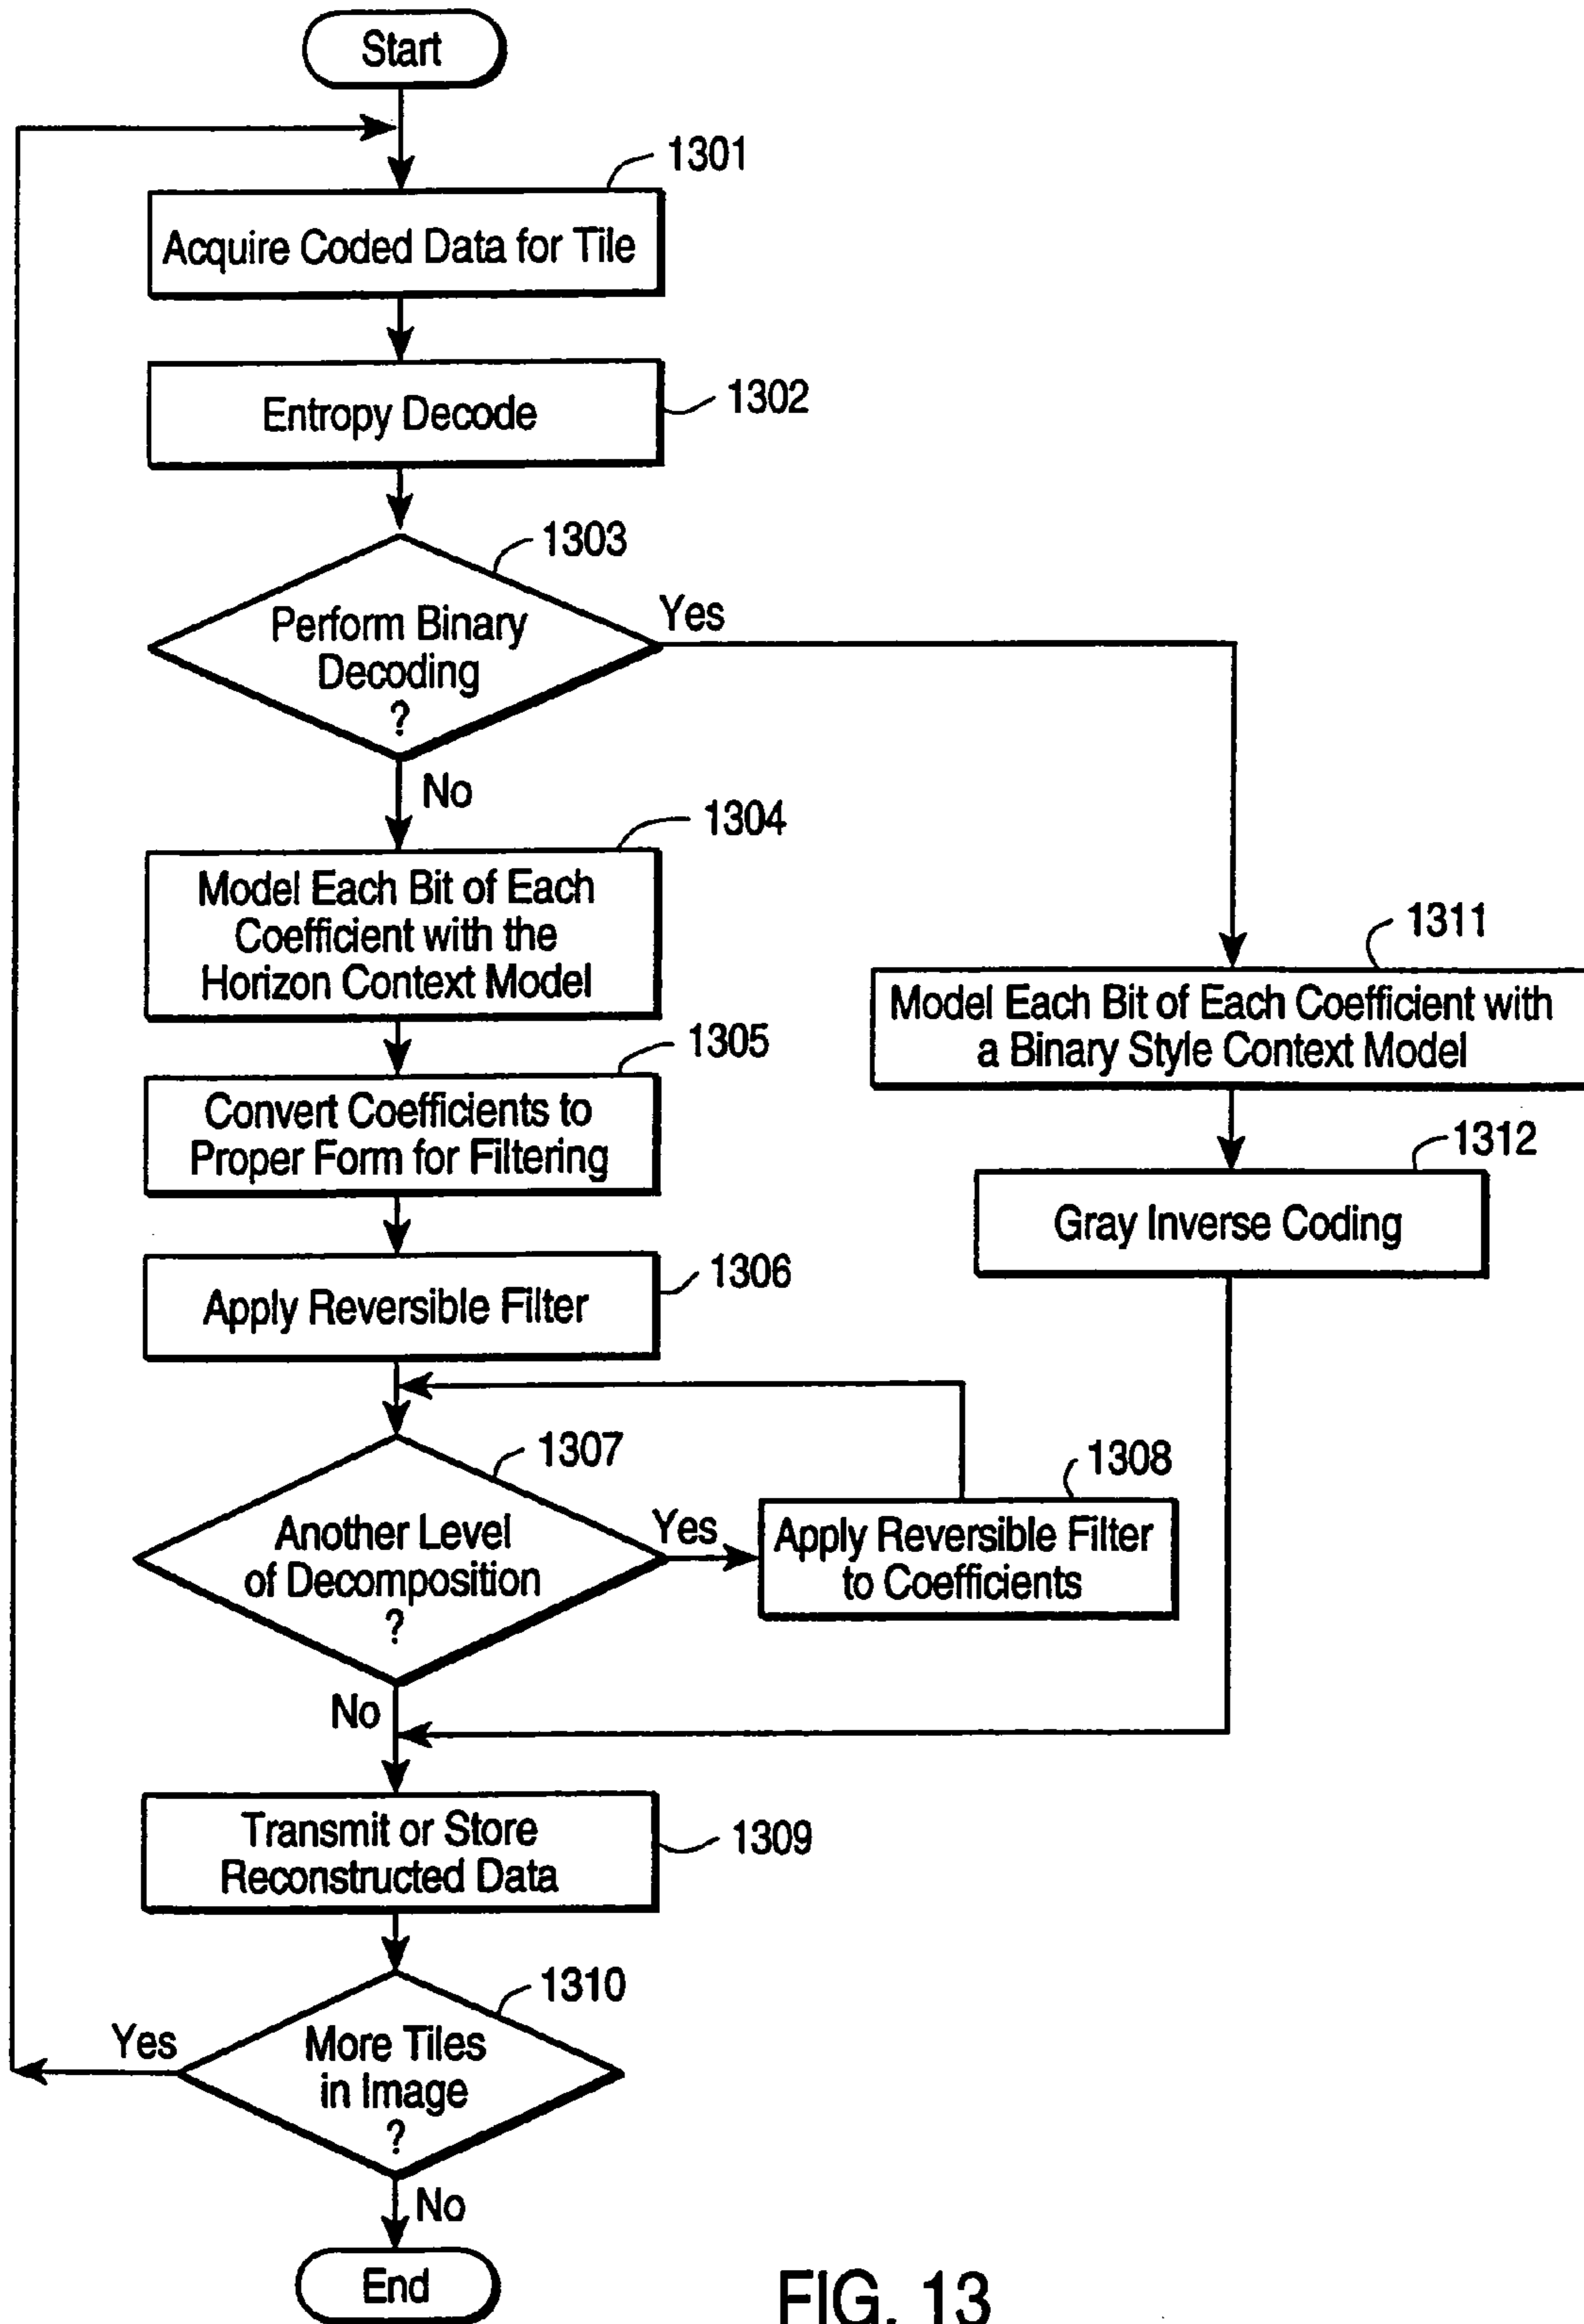 Start
1301
Acquire Coded Data for Tile
Entropy Decode
1302
1303
Perform Binary
Decoding
?
Yes
No
1304
Model Each Bit of Each
Coefficient with the
Horizon Context Model
1305
Convert Coefficients to
Proper Form for Filtering
Apply Reversible Filter
1306
1311
Model Each Bit of Each Coefficient with
a Binary Style Context Model
1312
Gray Inverse Coding
1307
Another Level
of Decomposition
?
Yes
1308
Apply Reversible Filter
to Coefficients
No
Transmit or Store
Reconstructed Data
1309
1310
More Tiles
in Image
?
Yes
No
End
FIG. 13